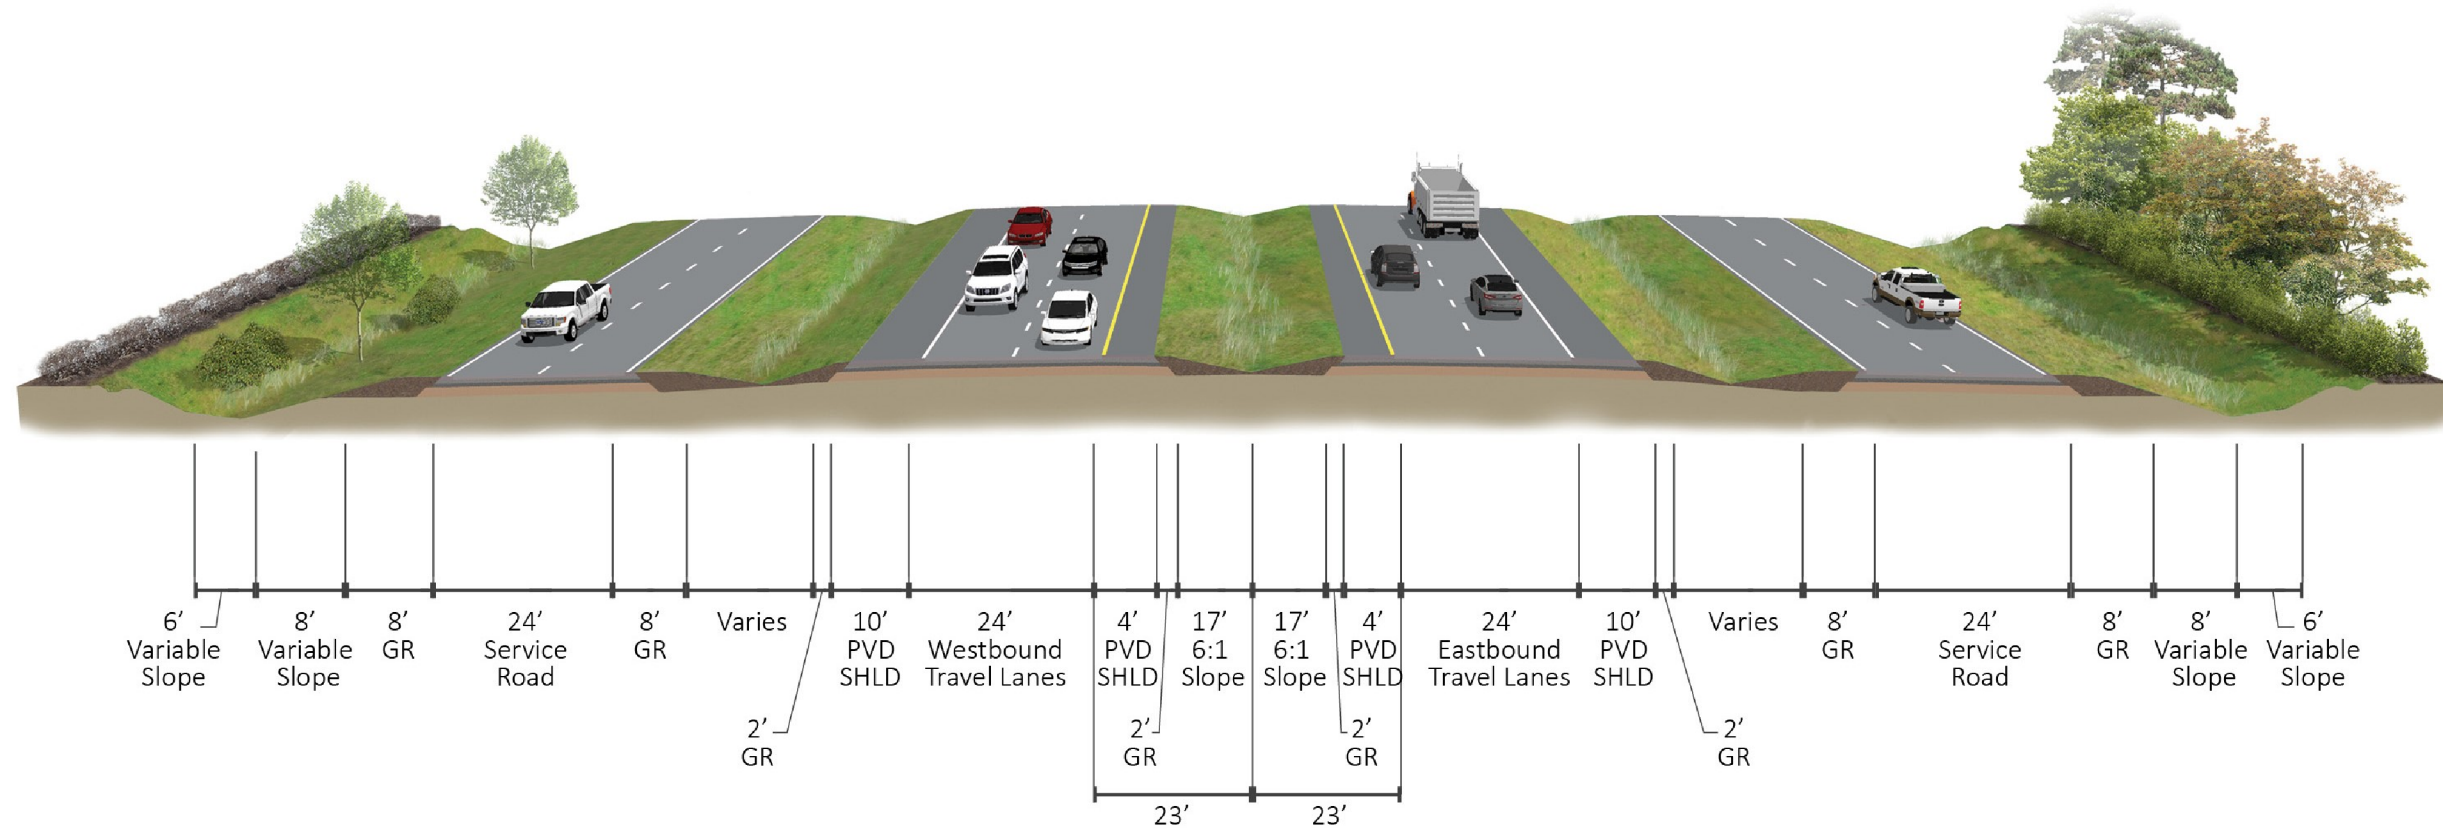 6’
Variable
Slope
8’
Variable
Slope
8’
GR
24’
Service
Road
8’
GR
Varies
2’
GR
10’
PVD
SHLD
24’
Westbound
Travel Lanes
4’
PVD
SHLD
2’
GR
17’
6:1
Slope
17’
6:1
Slope
2’
GR
4’
PVD
SHLD
24’
Eastbound
Travel Lanes
10’
PVD
SHLD
2’
GR
Varies
8’
GR
24’
Service
Road
8’
GR
8’
Variable
Slope
6’
Variable
Slope
23’
23’